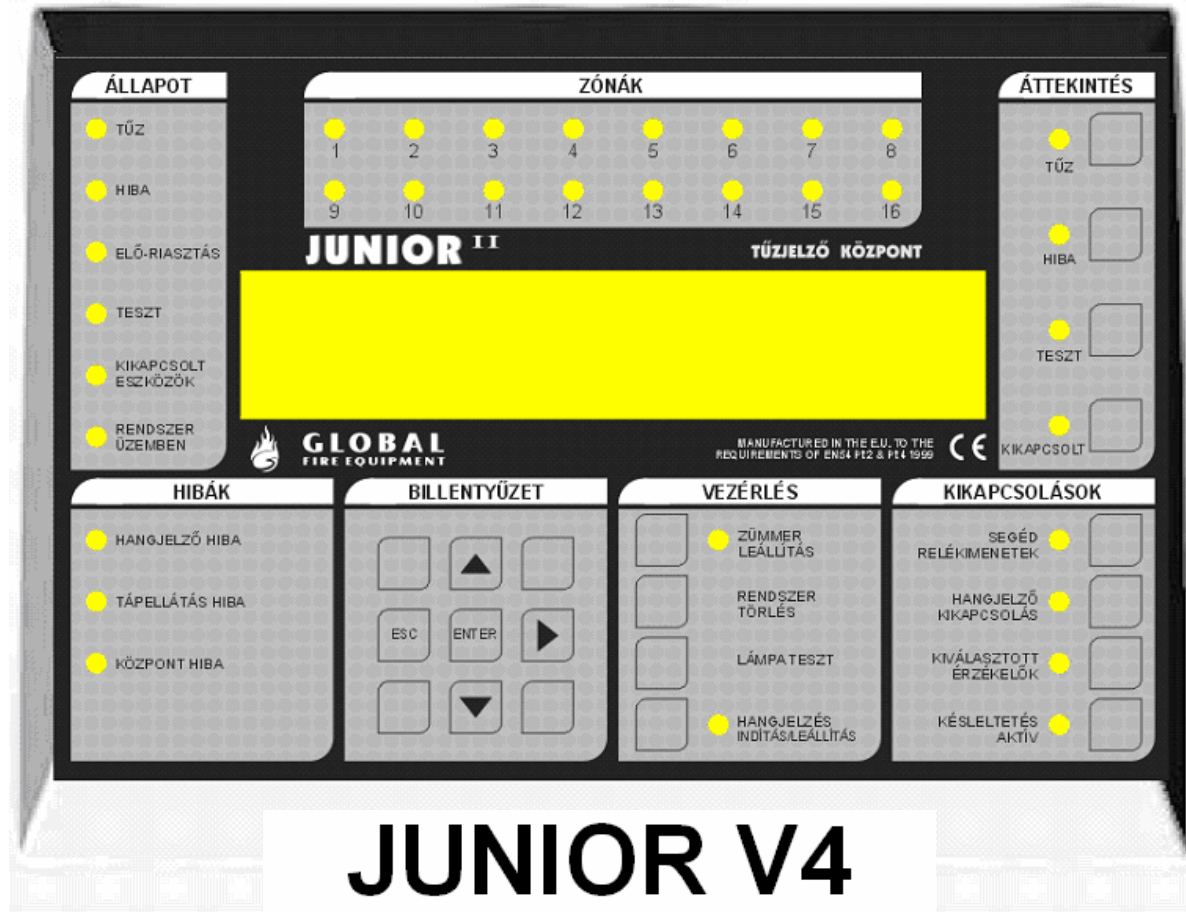 ÁLLAPOT
TŰZ
HIBA
ELŐ-RIASZTÁS
TESZT
KIKAPCSOLT
ESZKÖZÖK
RENDSZER
ÜZEMBEN
ZÓNÁK
1 2 3 4 5 6 7 8
9 10 11 12 13 14 15 16
JUNIOR II
TŰZJELZŐ KÖZPONT
GLOBAL
FIRE EQUIPMENT
MANUFACTURED IN THE E.U. TO THE
REQUIREMENTS OF EN54 Pt2 & Pt4 1999
CE
ÁTTEKINTÉS
TŰZ
HIBA
TESZT
KIKAPCSOLT
HIBÁK
HANGJELZŐ HIBA
TÁPELLÁTÁS HIBA
KÖZPONT HIBA
BILLENTYŰZET
ESC
ENTER
VEZÉRLÉS
ZÜMMER
LEÁLLÍTÁS
RENDSZER
TÖRLÉS
LÁMPATESZT
HANGJELZÉS
INDÍTÁS/LEÁLLÍTÁS
KIKAPCSOLÁSOK
SEGÉD
RELÉKIMENETEK
HANGJELZŐ
KIKAPCSOLÁS
KIVÁLASZTOTT
ÉRZÉKELŐK
KÉSLELTETÉS
AKTÍV
JUNIOR V4